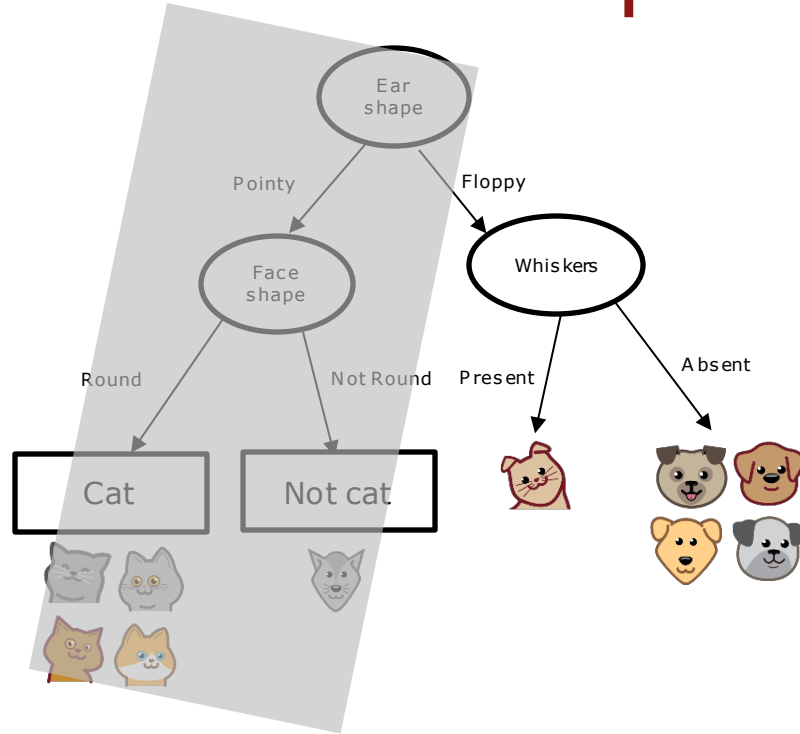 Ear
shape
Pointy
Floppy
Face
shape
Whiskers
Round
Not Round
Present
Absent
Cat
Not cat